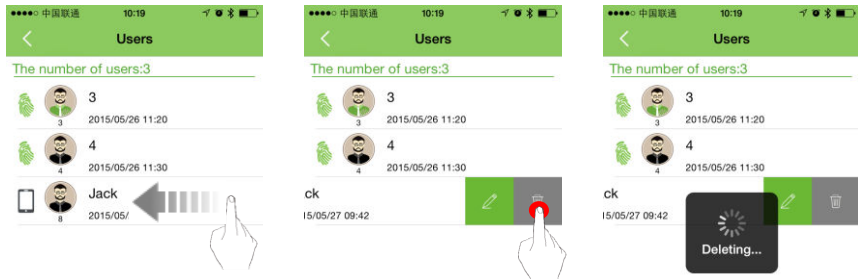 中国联通 10:19
Users
The number of users:3
3
3
2015/05/26 11:20
4
4
2015/05/26 11:30
Jack
8
2015/05/
中国联通 10:19
Users
The number of users:3
3
3
2015/05/26 11:20
4
4
2015/05/26 11:30
ck
15/05/27 09:42
中国联通 10:19
Users
The number of users:3
3
3
2015/05/26 11:20
4
4
2015/05/26 11:30
ck
15/05/27 09:42
Deleting...